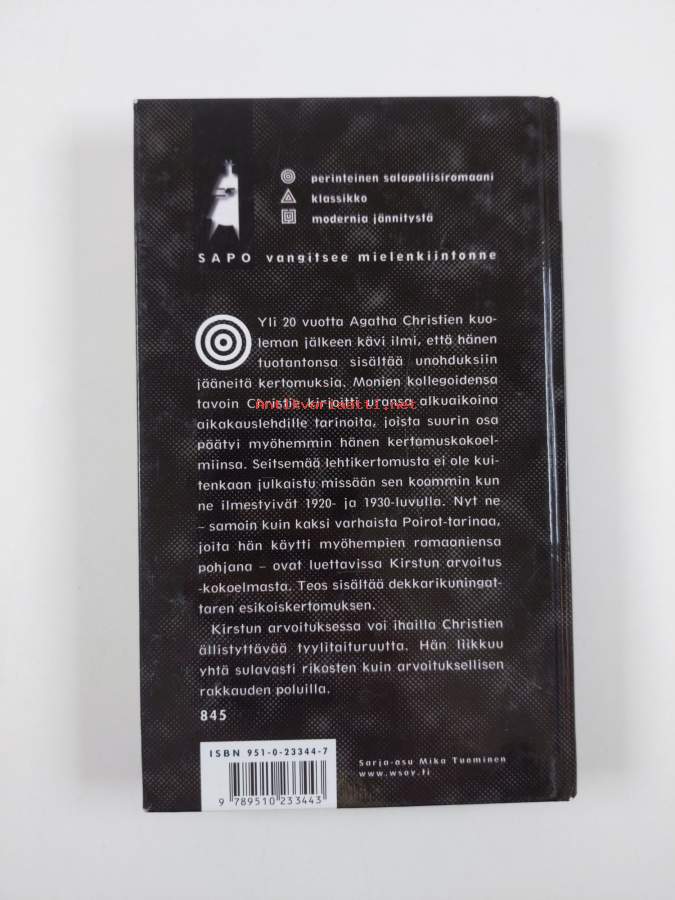 perinteinen salapoliisiromaani
klassikko
modernia jännitystä
SAPO vangitsee mielenkiintonne
Yli 20 vuotta Agatha Christien kuo-
leman jälkeen kävi ilmi, että hänen
tuotantonsa sisältää unohduksiin
jääneitä kertomuksia. Monien kollegoidensa
tavoin Christie kirjoitti uransa alkuaikoina
antikvariaatti.net
aikakauslehdille tarinoita, joista suurin osa
päätyi myöhemmin hänen kertomuskokoel-
miinsa. Seitsemää lehtikertomusta ei ole kui-
tenkaan julkaistu missään sen koommin kun
ne ilmestyivät 1920- ja 1930-luvulla. Nyt ne
– samoin kuin kaksi varhaista Poirot-tarinaa,
joita hän käytti myöhempien romaaniensa
pohjana – ovat luettavissa Kirstun arvoitus
-kokoelmasta. Teos sisältää dekkarikuningat-
taren esikoiskertomuksen.
Kirstun arvoituksessa voi ihailla Christien
ällistyttävää tyylitaituruutta. Hän liikkuu
yhtä sulavasti rikosten kuin arvoituksellisen
rakkauden poluilla.
845
ISBN 951-0-23344-7
9 789510 233443
Sarja-asu Mika Tuominen
www.wsoy.fi